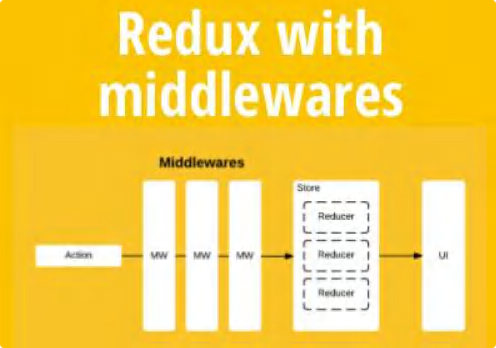 Redux with
middlewares
Middlewares
Store
Reducer
Action MW MW MW Reducer UI
Reducer